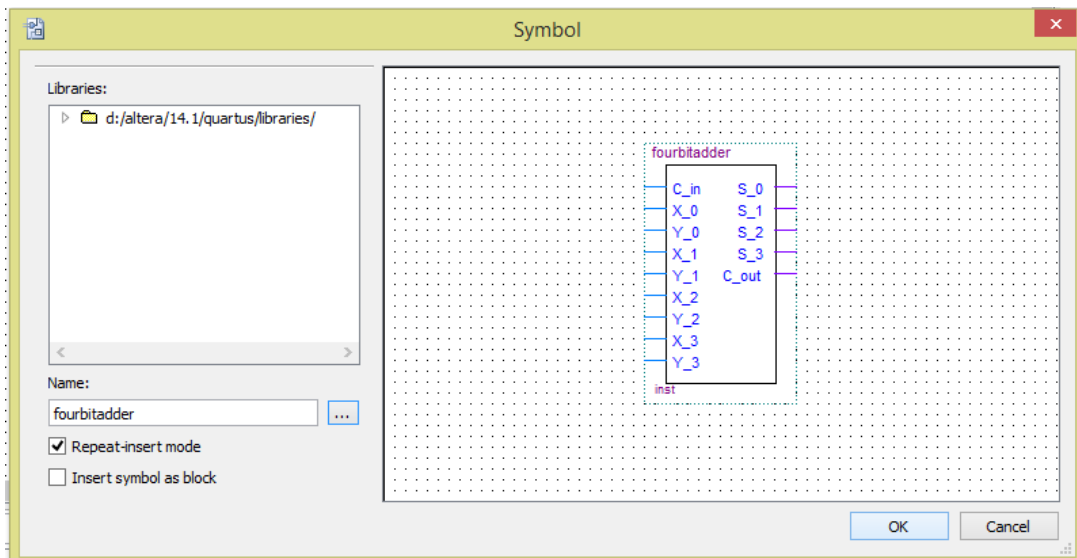 Symbol
Libraries:
d:/altera/14.1/quartus/libraries/
Name:
fourbitadder
...
Repeat-insert mode
Insert symbol as block
fourbitadder
C_in S_0
X_0 S_1
Y_0 S_2
X_1 S_3
Y_1 C_out
X_2
Y_2
X_3
Y_3
inst
OK Cancel